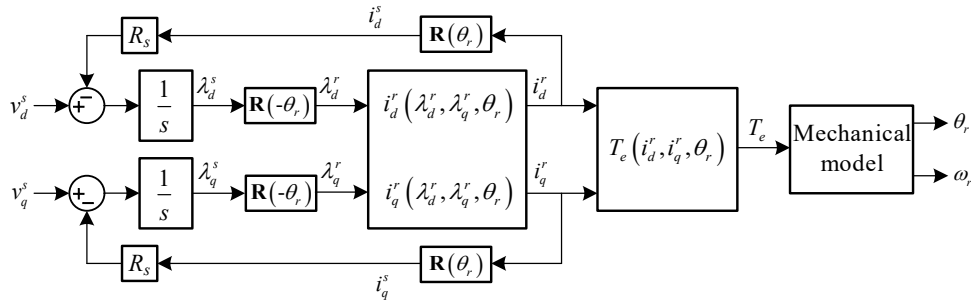 i_d^s
R_s
R(θ_r)
v_d^s
+
−
1/s
λ_d^s
R(-θ_r)
λ_d^r
i_d^r(λ_d^r, λ_q^r, θ_r)
i_d^r
T_e(i_d^r, i_q^r, θ_r)
T_e
Mechanical
model
θ_r
ω_r
v_q^s
+
−
1/s
λ_q^s
R(-θ_r)
λ_q^r
i_q^r(λ_d^r, λ_q^r, θ_r)
i_q^r
R_s
R(θ_r)
i_q^s